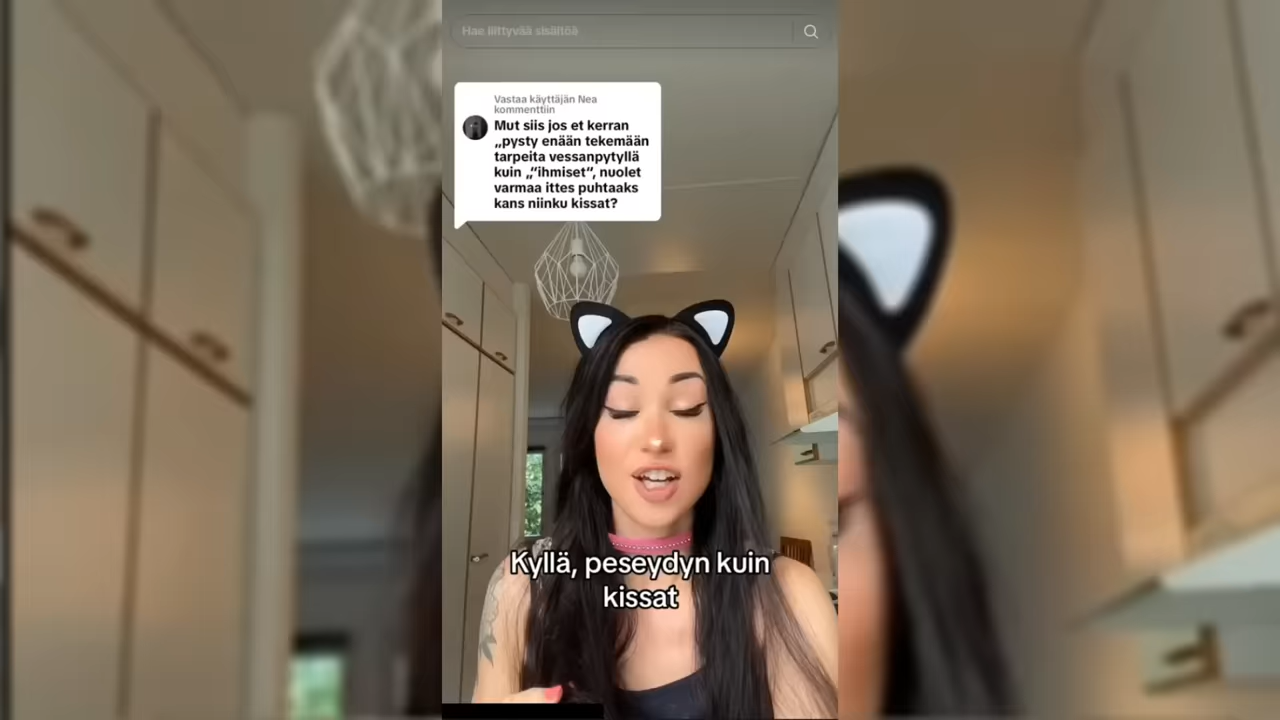 Hae liittyvää sisältöä
Vastaa käyttäjän Nea
kommenttiin
Mut siis jos et kerran
„pysty enään tekemään
tarpeita vessanpytyllä
kuin „“ihmiset“, nuolet
varmaa ittes puhtaaks
kans niinku kissat?
Kyllä, peseydyn kuin
kissat